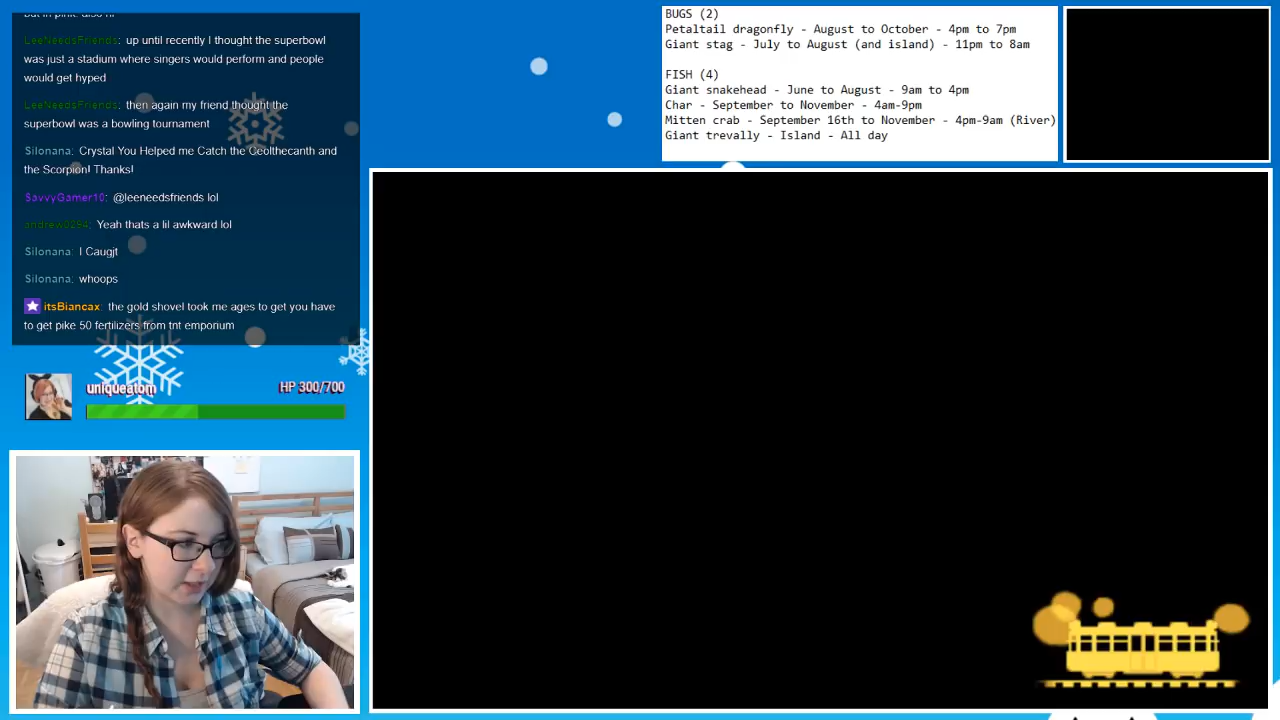 LeeNeedsFriends: up until recently I thought the superbowl
was just a stadium where singers would perform and people
would get hyped
LeeNeedsFriends: then again my friend thought the
superbowl was a bowling tournament
Silonana: Crystal You Helped me Catch the Ceolthecanth and
the Scorpion! Thanks!
SavvyGamer10: @leeneedsfriends lol
andrew0294: Yeah thats a lil awkward lol
Silonana: I Caugjt
Silonana: whoops
itsBiancax: the gold shovel took me ages to get you have
to get pike 50 fertilizers from tnt emporium
uniqueatom HP 300/700
BUGS (2)
Petaltail dragonfly - August to October - 4pm to 7pm
Giant stag - July to August (and island) - 11pm to 8am
FISH (4)
Giant snakehead - June to August - 9am to 4pm
Char - September to November - 4am-9pm
Mitten crab - September 16th to November - 4pm-9am (River)
Giant trevally - Island - All day